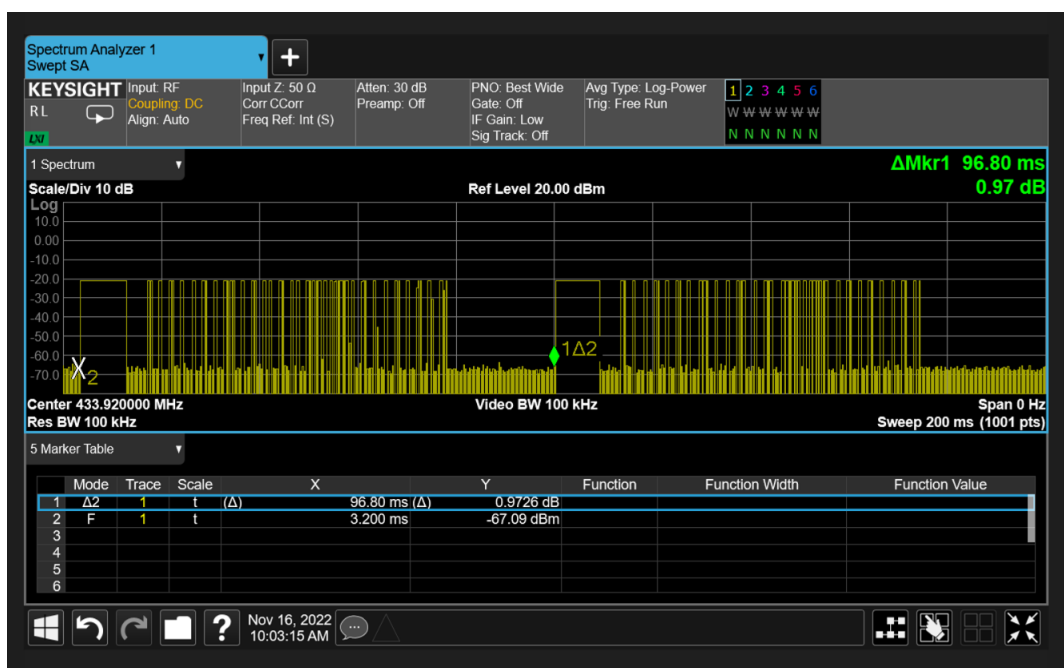 Spectrum Analyzer 1
Swept SA
KEYSIGHT
RL
LXI
Input: RF
Coupling: DC
Align: Auto
Input Z: 50 Ω
Corr CCorr
Freq Ref: Int (S)
Atten: 30 dB
Preamp: Off
PNO: Best Wide
Gate: Off
IF Gain: Low
Sig Track: Off
Avg Type: Log-Power
Trig: Free Run
1 2 3 4 5 6
W W W W W W
N N N N N N
1 Spectrum
ΔMkr1 96.80 ms
0.97 dB
Scale/Div 10 dB
Ref Level 20.00 dBm
Log
10.0
0.00
-10.0
-20.0
-30.0
-40.0
-50.0
-60.0
-70.0
X2
1Δ2
Center 433.920000 MHz
Video BW 100 kHz
Span 0 Hz
Res BW 100 kHz
Sweep 200 ms (1001 pts)
5 Marker Table
Mode Trace Scale X Y Function Function Width Function Value
1 Δ2 1 t (Δ) 96.80 ms (Δ) 0.9726 dB
2 F 1 t 3.200 ms -67.09 dBm
3
4
5
6
?
Nov 16, 2022
10:03:15 AM